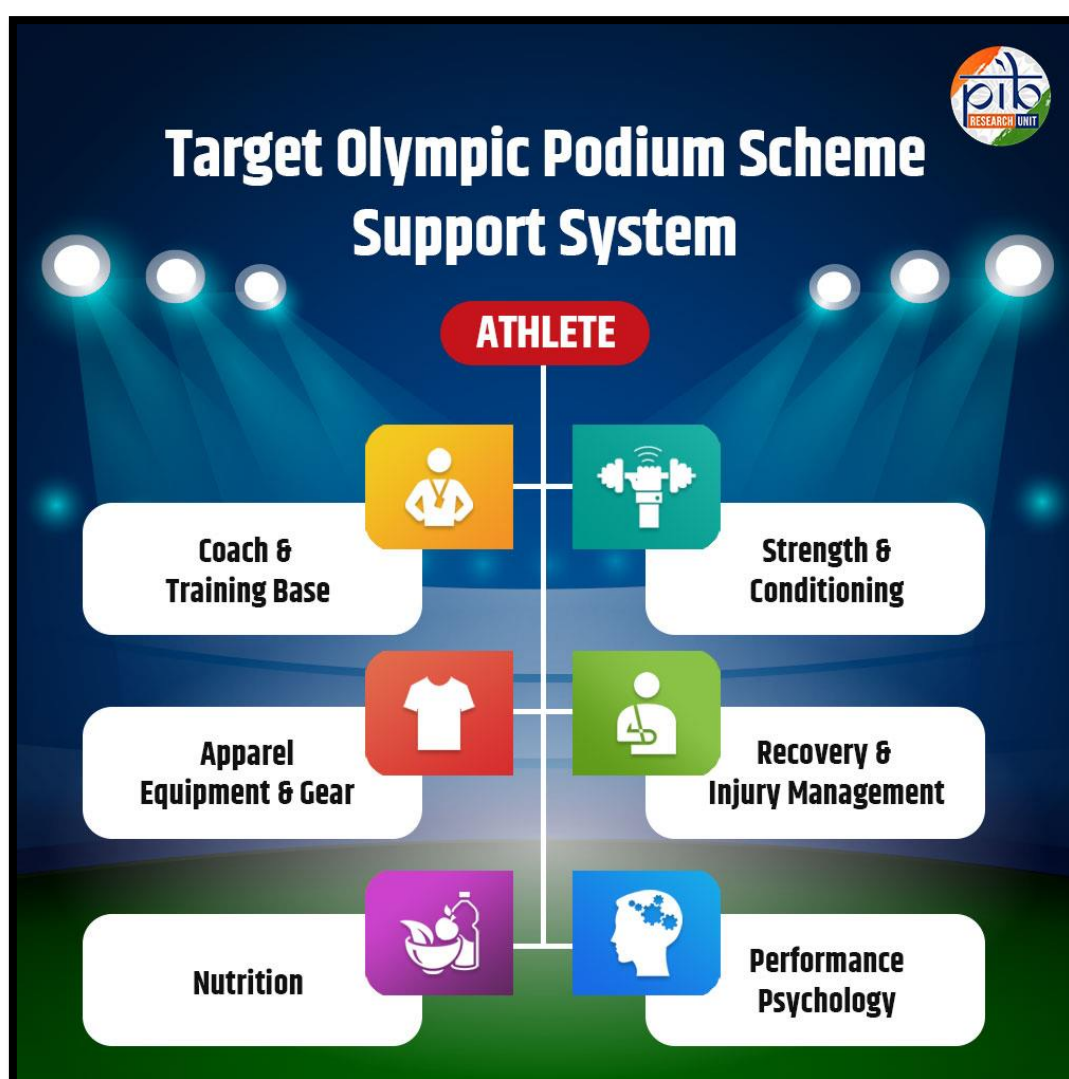 पिब
RESEARCH UNIT
Target Olympic Podium Scheme
Support System
ATHLETE
Coach &
Training Base
Strength &
Conditioning
Apparel
Equipment & Gear
Recovery &
Injury Management
Nutrition
Performance
Psychology